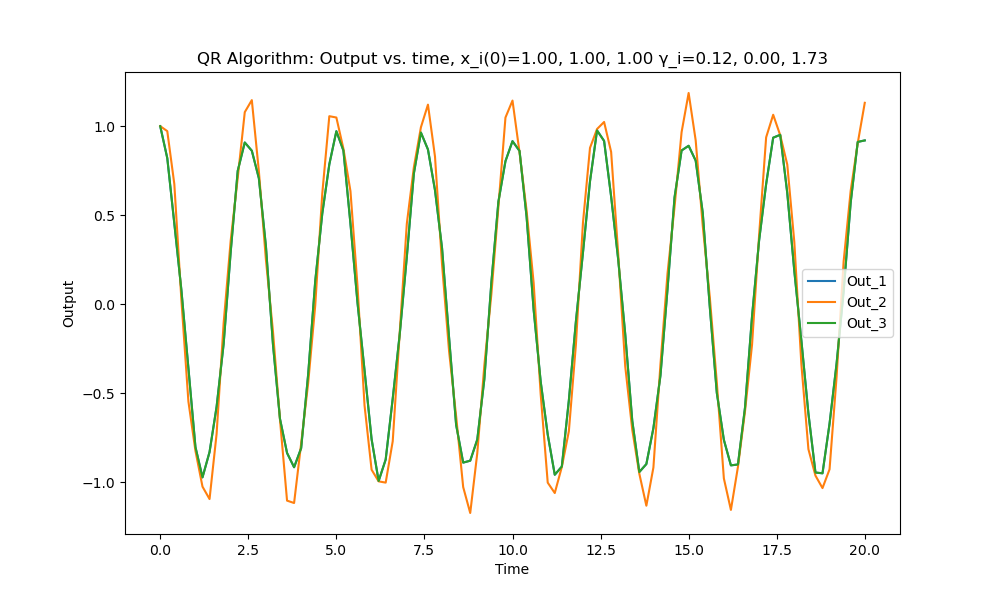 QR Algorithm: Output vs. time, x_i(0)=1.00, 1.00, 1.00 γ_i=0.12, 0.00, 1.73
1.0
0.5
0.0
−0.5
−1.0
Output
Out_1
Out_2
Out_3
0.0 2.5 5.0 7.5 10.0 12.5 15.0 17.5 20.0
Time